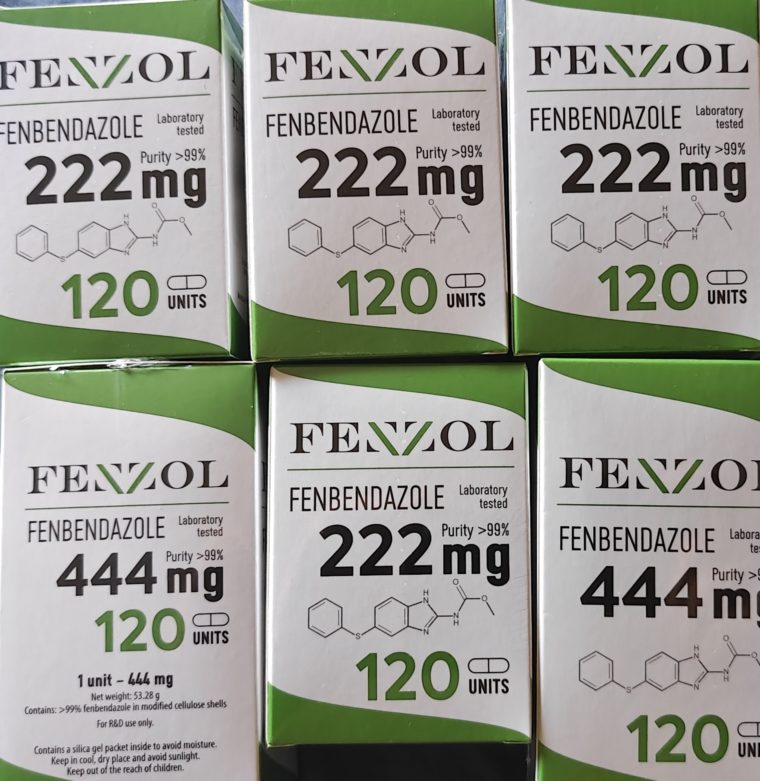 FENZOL
FENBENDAZOLE Laboratory tested
222 mg Purity >99%
120 UNITS
FENZOL
FENBENDAZOLE Laboratory tested
222 mg Purity >99%
120 UNITS
FENZOL
FENBENDAZOLE Laboratory tested
222 mg Purity >99%
120 UNITS
FENZOL
FENBENDAZOLE Laboratory tested
444 mg Purity >99%
120 UNITS
1 unit – 444 mg
Net weight: 53.28 g
Contains: >99% fenbendazole in modified cellulose shells
For R&D use only.
Contains a silica gel packet inside to avoid moisture.
Keep in cool, dry place and avoid sunlight.
Keep out of the reach of children.
FENZOL
FENBENDAZOLE Laboratory tested
222 mg Purity >99%
120 UNITS
FENZO
FENBENDAZOLE Labora
444 m Purity >9
120 UNI